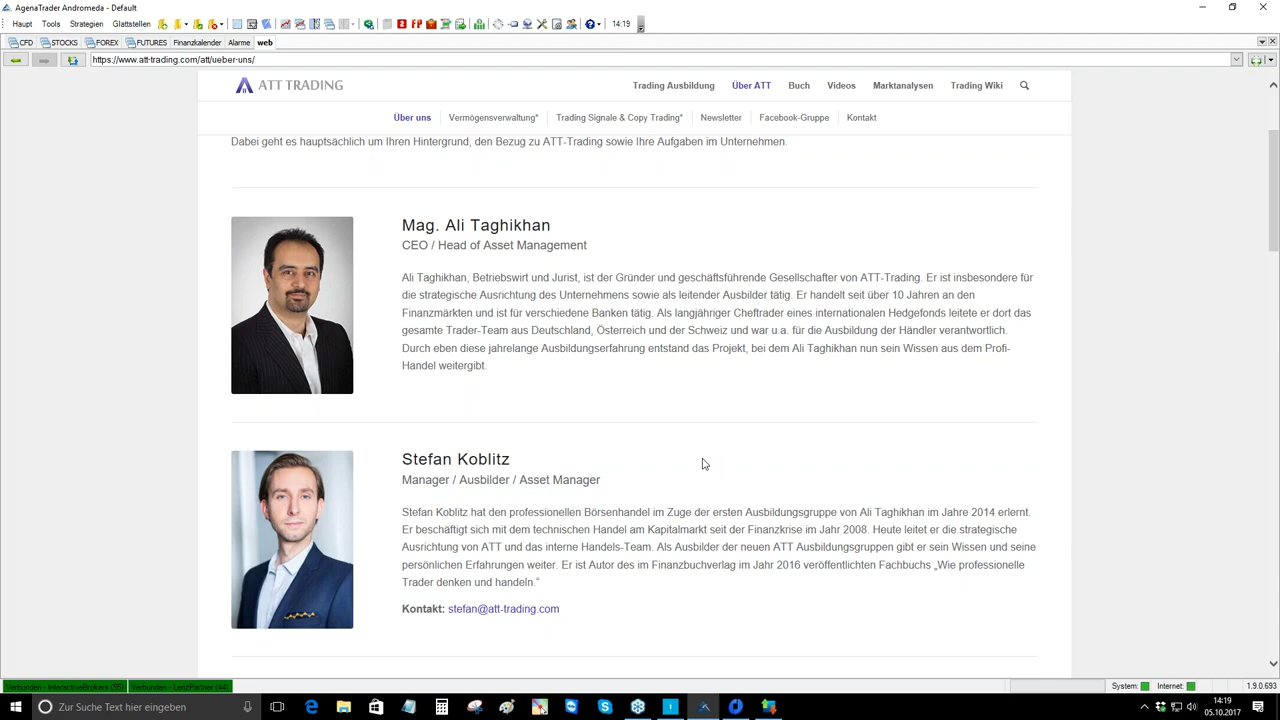 AgenaTrader Andromeda - Default
Haupt Tools Strategien Glattstellen 14:19
CFD STOCKS FOREX FUTURES Finanzkalender Alarme web
https://www.att-trading.com/att/ueber-uns/
ATT TRADING Trading Ausbildung Über ATT Buch Videos Marktanalysen Trading Wiki
Über uns Vermögensverwaltung* Trading Signale & Copy Trading* Newsletter Facebook-Gruppe Kontakt
Dabei geht es hauptsächlich um Ihren Hintergrund, den Bezug zu ATT-Trading sowie Ihre Aufgaben im Unternehmen.
Mag. Ali Taghikhan
CEO / Head of Asset Management
Ali Taghikhan, Betriebswirt und Jurist, ist der Gründer und geschäftsführende Gesellschafter von ATT-Trading. Er ist insbesondere für
die strategische Ausrichtung des Unternehmens sowie als leitender Ausbilder tätig. Er handelt seit über 10 Jahren an den
Finanzmärkten und ist für verschiedene Banken tätig. Als langjähriger Cheftrader eines internationalen Hedgefonds leitete er dort das
gesamte Trader-Team aus Deutschland, Österreich und der Schweiz und war u.a. für die Ausbildung der Händler verantwortlich.
Durch eben diese jahrelange Ausbildungserfahrung entstand das Projekt, bei dem Ali Taghikhan nun sein Wissen aus dem Profi-
Handel weitergibt.
Stefan Koblitz
Manager / Ausbilder / Asset Manager
Stefan Koblitz hat den professionellen Börsenhandel im Zuge der ersten Ausbildungsgruppe von Ali Taghikhan im Jahre 2014 erlernt.
Er beschäftigt sich mit dem technischen Handel am Kapitalmarkt seit der Finanzkrise im Jahr 2008. Heute leitet er die strategische
Ausrichtung von ATT und das interne Handels-Team. Als Ausbilder der neuen ATT Ausbildungsgruppen gibt er sein Wissen und seine
persönlichen Erfahrungen weiter. Er ist Autor des im Finanzbuchverlag im Jahr 2016 veröffentlichten Fachbuchs „Wie professionelle
Trader denken und handeln.“
Kontakt: stefan@att-trading.com
Verbunden - InteractiveBrokers (55) Verbunden - LenzPartner (44) System: Internet: 1.9.0.693
Zur Suche Text hier eingeben 14:19
05.10.2017